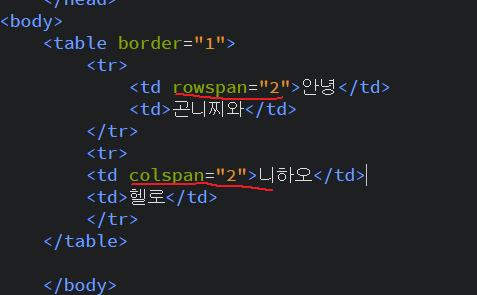 </head>
<body>
<table border="1">
<tr>
<td rowspan="2">안녕</td>
<td>곤니찌와</td>
</tr>
<tr>
<td colspan="2">니하오</td>
<td>헬로</td>
</tr>
</table>
</body>